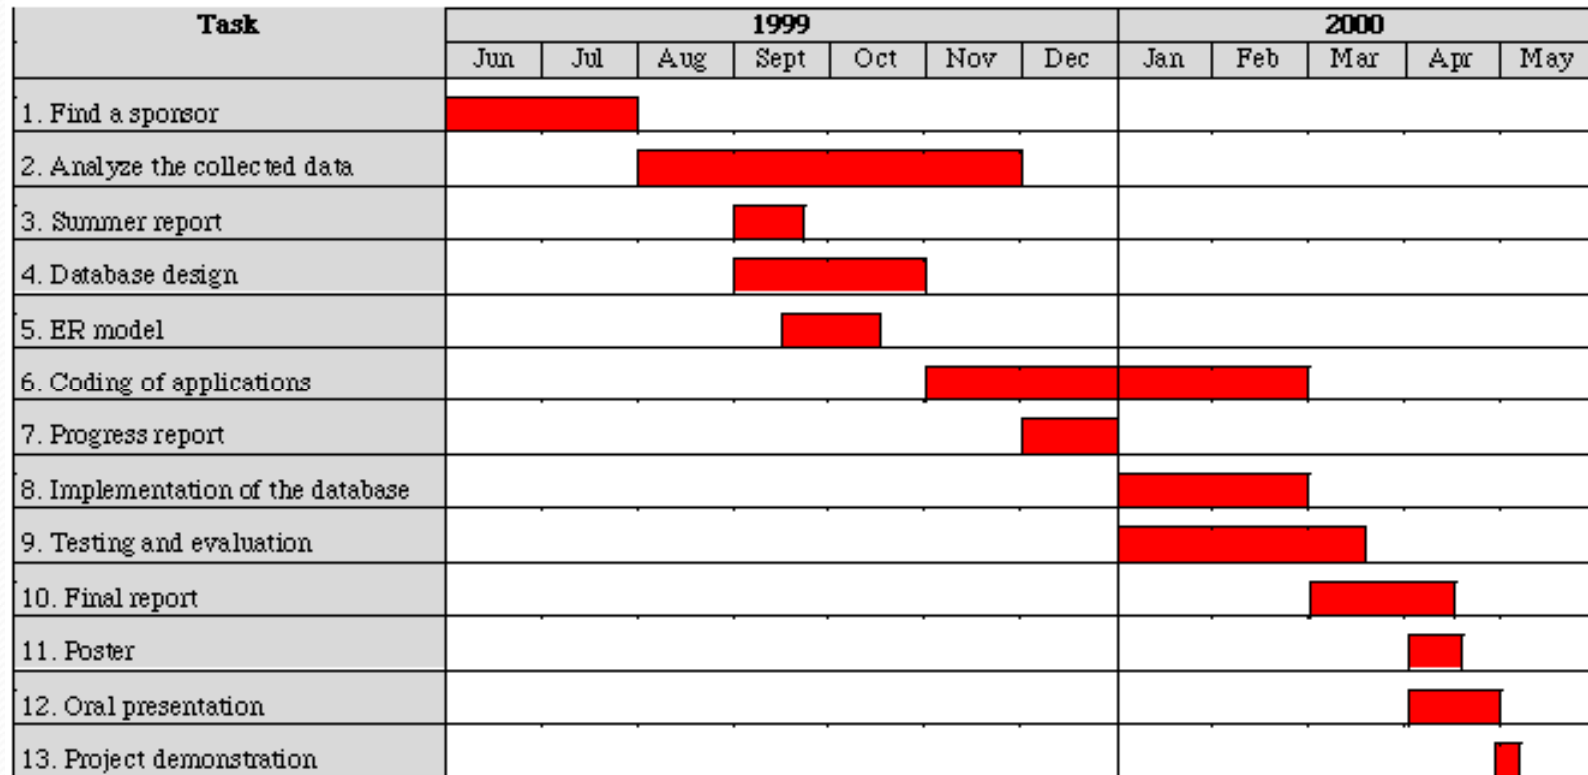 Task 1999 2000
Jun Jul Aug Sept Oct Nov Dec Jan Feb Mar Apr May
1. Find a sponsor
2. Analyze the collected data
3. Summer report
4. Database design
5. ER model
6. Coding of applications
7. Progress report
8. Implementation of the database
9. Testing and evaluation
10. Final report
11. Poster
12. Oral presentation
13. Project demonstration